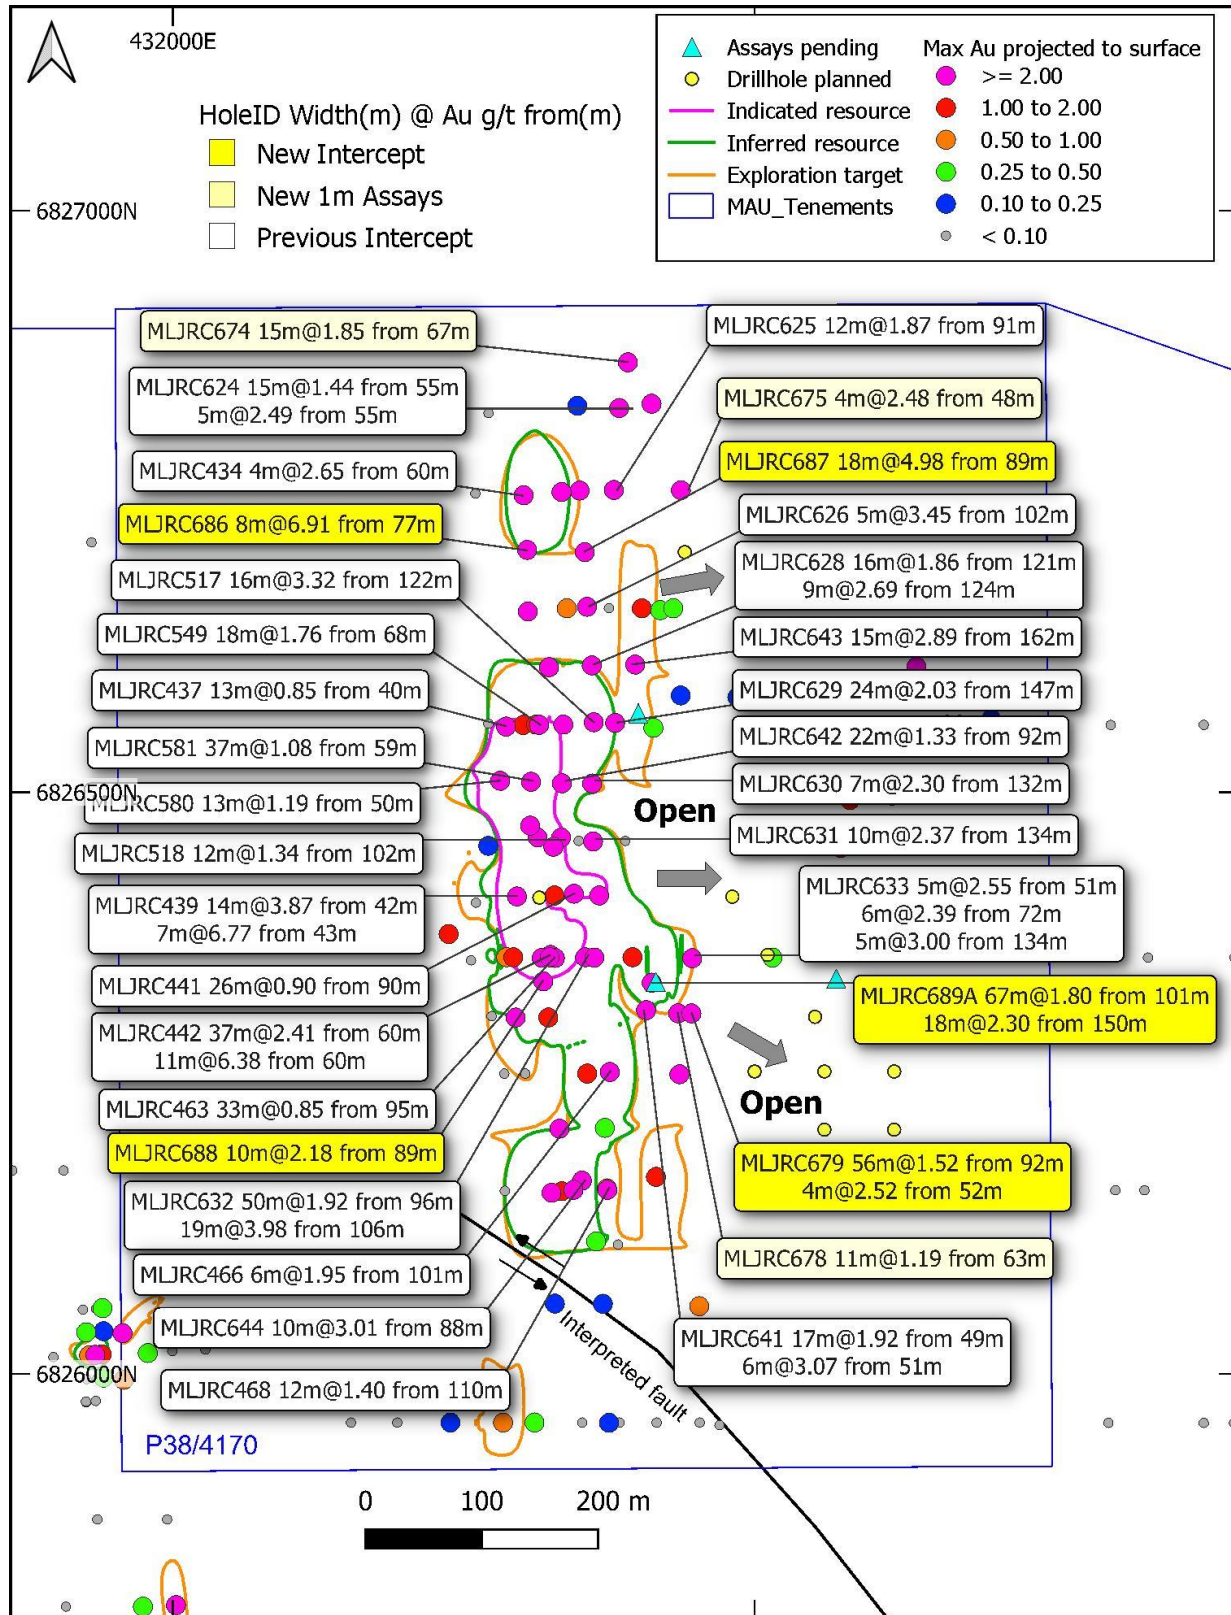 432000E
HoleID Width(m) @ Au g/t from(m)
New Intercept
New 1m Assays
Previous Intercept
Assays pending
Drillhole planned
Indicated resource
Inferred resource
Exploration target
MAU_Tenements
Max Au projected to surface
>= 2.00
1.00 to 2.00
0.50 to 1.00
0.25 to 0.50
0.10 to 0.25
< 0.10
6827000N
MLJRC674 15m@1.85 from 67m
MLJRC624 15m@1.44 from 55m
5m@2.49 from 55m
MLJRC434 4m@2.65 from 60m
MLJRC686 8m@6.91 from 77m
MLJRC517 16m@3.32 from 122m
MLJRC549 18m@1.76 from 68m
MLJRC437 13m@0.85 from 40m
MLJRC581 37m@1.08 from 59m
6826500N
MLJRC580 13m@1.19 from 50m
MLJRC518 12m@1.34 from 102m
MLJRC439 14m@3.87 from 42m
7m@6.77 from 43m
MLJRC441 26m@0.90 from 90m
MLJRC442 37m@2.41 from 60m
11m@6.38 from 60m
MLJRC463 33m@0.85 from 95m
MLJRC688 10m@2.18 from 89m
MLJRC632 50m@1.92 from 96m
19m@3.98 from 106m
MLJRC466 6m@1.95 from 101m
MLJRC644 10m@3.01 from 88m
MLJRC468 12m@1.40 from 110m
MLJRC625 12m@1.87 from 91m
MLJRC675 4m@2.48 from 48m
MLJRC687 18m@4.98 from 89m
MLJRC626 5m@3.45 from 102m
MLJRC628 16m@1.86 from 121m
9m@2.69 from 124m
MLJRC643 15m@2.89 from 162m
MLJRC629 24m@2.03 from 147m
MLJRC642 22m@1.33 from 92m
MLJRC630 7m@2.30 from 132m
Open
MLJRC631 10m@2.37 from 134m
MLJRC633 5m@2.55 from 51m
6m@2.39 from 72m
5m@3.00 from 134m
MLJRC689A 67m@1.80 from 101m
18m@2.30 from 150m
Open
MLJRC679 56m@1.52 from 92m
4m@2.52 from 52m
MLJRC678 11m@1.19 from 63m
MLJRC641 17m@1.92 from 49m
6m@3.07 from 51m
Interpreted fault
6826000N
P38/4170
0 100 200 m